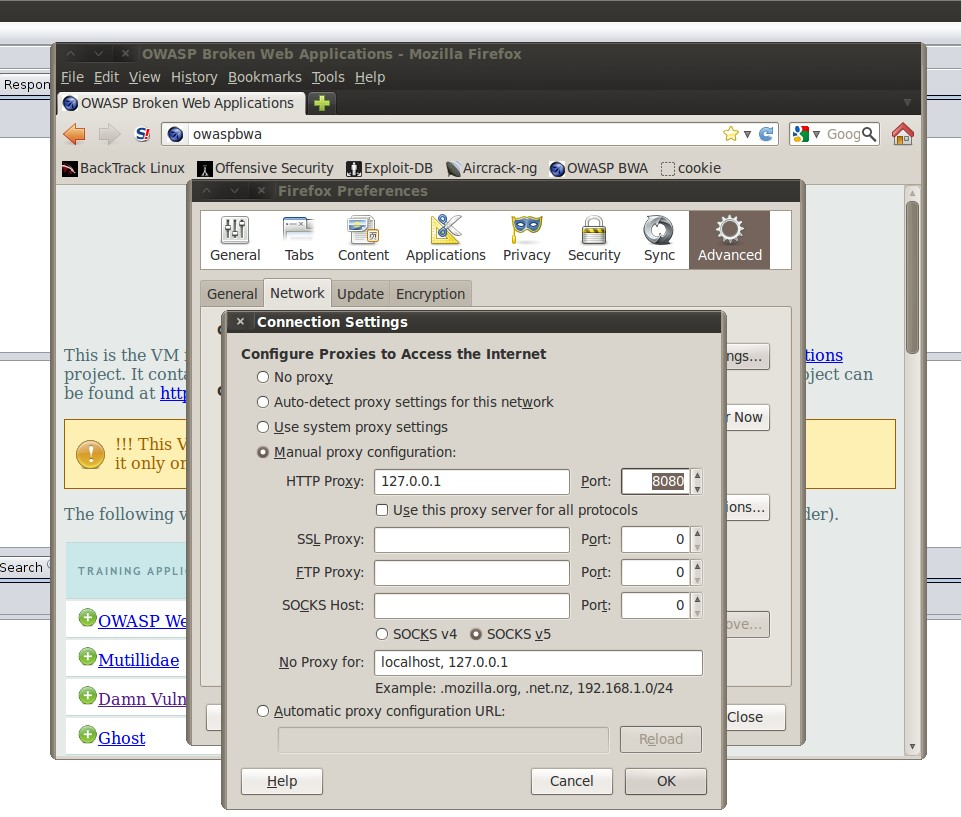 OWASP Broken Web Applications - Mozilla Firefox
File Edit View History Bookmarks Tools Help
Respon
OWASP Broken Web Applications
owaspbwa
Goog
BackTrack Linux Offensive Security Exploit-DB Aircrack-ng OWASP BWA cookie
Firefox Preferences
General Tabs Content Applications Privacy Security Sync Advanced
General Network Update Encryption
Connection Settings
Configure Proxies to Access the Internet
This is the VM
tions
ngs...
No proxy
project. It conta
oject can
be found at http
Auto-detect proxy settings for this network
r Now
Use system proxy settings
!!! This V
Manual proxy configuration:
it only or
HTTP Proxy: 127.0.0.1 Port: 8080
Use this proxy server for all protocols
ions...
The following v
der).
SSL Proxy: Port: 0
Search
TRAINING APPLI
FTP Proxy: Port: 0
SOCKS Host: Port: 0
OWASP We
SOCKS v4 SOCKS v5
ove...
Mutillidae
No Proxy for: localhost, 127.0.0.1
Example: .mozilla.org, .net.nz, 192.168.1.0/24
Damn Vuln
Automatic proxy configuration URL:
Close
Ghost
Reload
Help Cancel OK